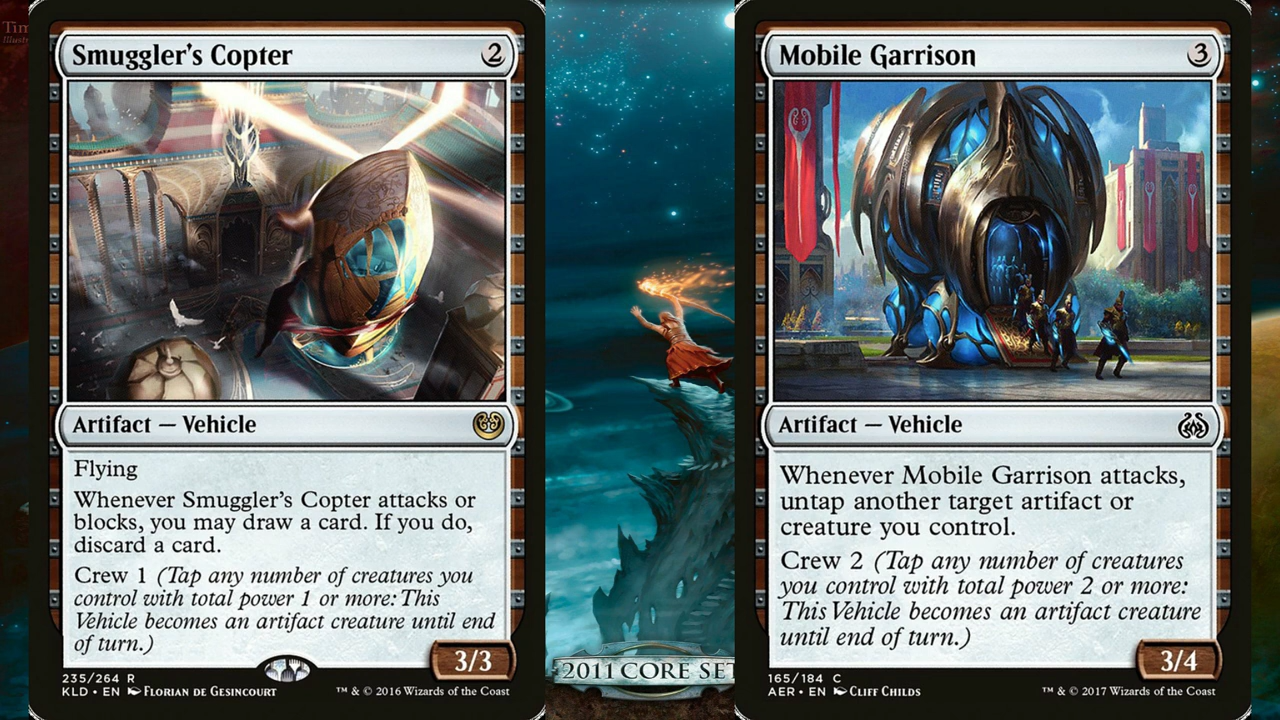 Tim
Illustr
Smuggler's Copter 2
Artifact — Vehicle
Flying
Whenever Smuggler's Copter attacks or
blocks, you may draw a card. If you do,
discard a card.
Crew 1 (Tap any number of creatures you
control with total power 1 or more: This
Vehicle becomes an artifact creature until end
of turn.)
3/3
235/264 R
KLD • EN FLORIAN DE GESINCOURT
™ & © 2016 Wizards of the Coast
2011 CORE SET
Mobile Garrison 3
Artifact — Vehicle
Whenever Mobile Garrison attacks,
untap another target artifact or
creature you control.
Crew 2 (Tap any number of creatures
you control with total power 2 or more:
This Vehicle becomes an artifact creature
until end of turn.)
3/4
165/184 C
AER • EN CLIFF CHILDS
™ & © 2017 Wizards of the Coast